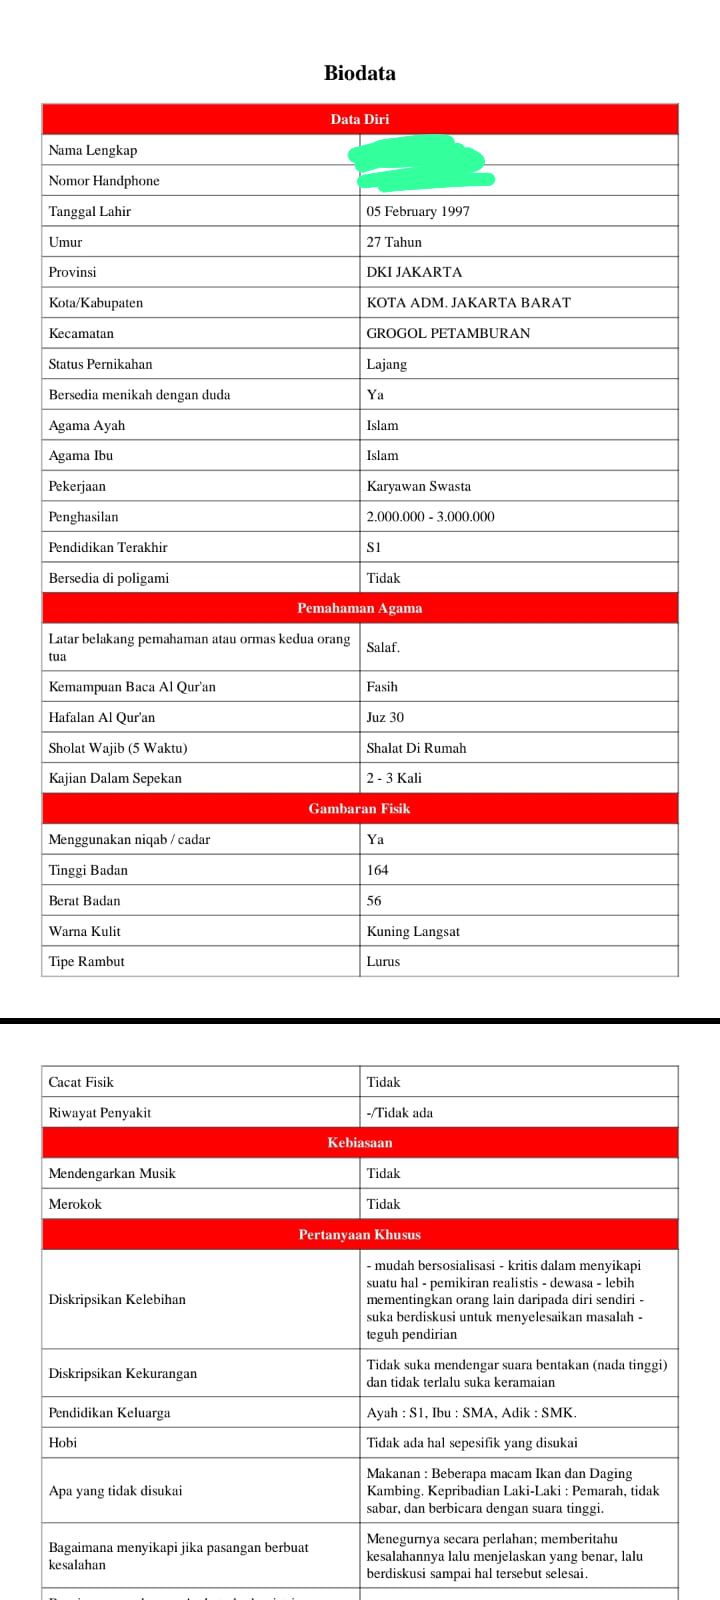 Biodata
Data Diri
Nama Lengkap
Nomor Handphone
Tanggal Lahir 05 February 1997
Umur 27 Tahun
Provinsi DKI JAKARTA
Kota/Kabupaten KOTA ADM. JAKARTA BARAT
Kecamatan GROGOL PETAMBURAN
Status Pernikahan Lajang
Bersedia menikah dengan duda Ya
Agama Ayah Islam
Agama Ibu Islam
Pekerjaan Karyawan Swasta
Penghasilan 2.000.000 - 3.000.000
Pendidikan Terakhir S1
Bersedia di poligami Tidak
Pemahaman Agama
Latar belakang pemahaman atau ormas kedua orang
tua
Salaf.
Kemampuan Baca Al Qur'an Fasih
Hafalan Al Qur'an Juz 30
Sholat Wajib (5 Waktu) Shalat Di Rumah
Kajian Dalam Sepekan 2 - 3 Kali
Gambaran Fisik
Menggunakan niqab / cadar Ya
Tinggi Badan 164
Berat Badan 56
Warna Kulit Kuning Langsat
Tipe Rambut Lurus
Cacat Fisik Tidak
Riwayat Penyakit -/Tidak ada
Kebiasaan
Mendengarkan Musik Tidak
Merokok Tidak
Pertanyaan Khusus
Diskripsikan Kelebihan
- mudah bersosialisasi - kritis dalam menyikapi
suatu hal - pemikiran realistis - dewasa - lebih
mementingkan orang lain daripada diri sendiri -
suka berdiskusi untuk menyelesaikan masalah -
teguh pendirian
Diskripsikan Kekurangan
Tidak suka mendengar suara bentakan (nada tinggi)
dan tidak terlalu suka keramaian
Pendidikan Keluarga Ayah : S1, Ibu : SMA, Adik : SMK.
Hobi Tidak ada hal sepesifik yang disukai
Apa yang tidak disukai
Makanan : Beberapa macam Ikan dan Daging
Kambing. Kepribadian Laki-Laki : Pemarah, tidak
sabar, dan berbicara dengan suara tinggi.
Bagaimana menyikapi jika pasangan berbuat
kesalahan
Menegurnya secara perlahan; memberitahu
kesalahannya lalu menjelaskan yang benar, lalu
berdiskusi sampai hal tersebut selesai.